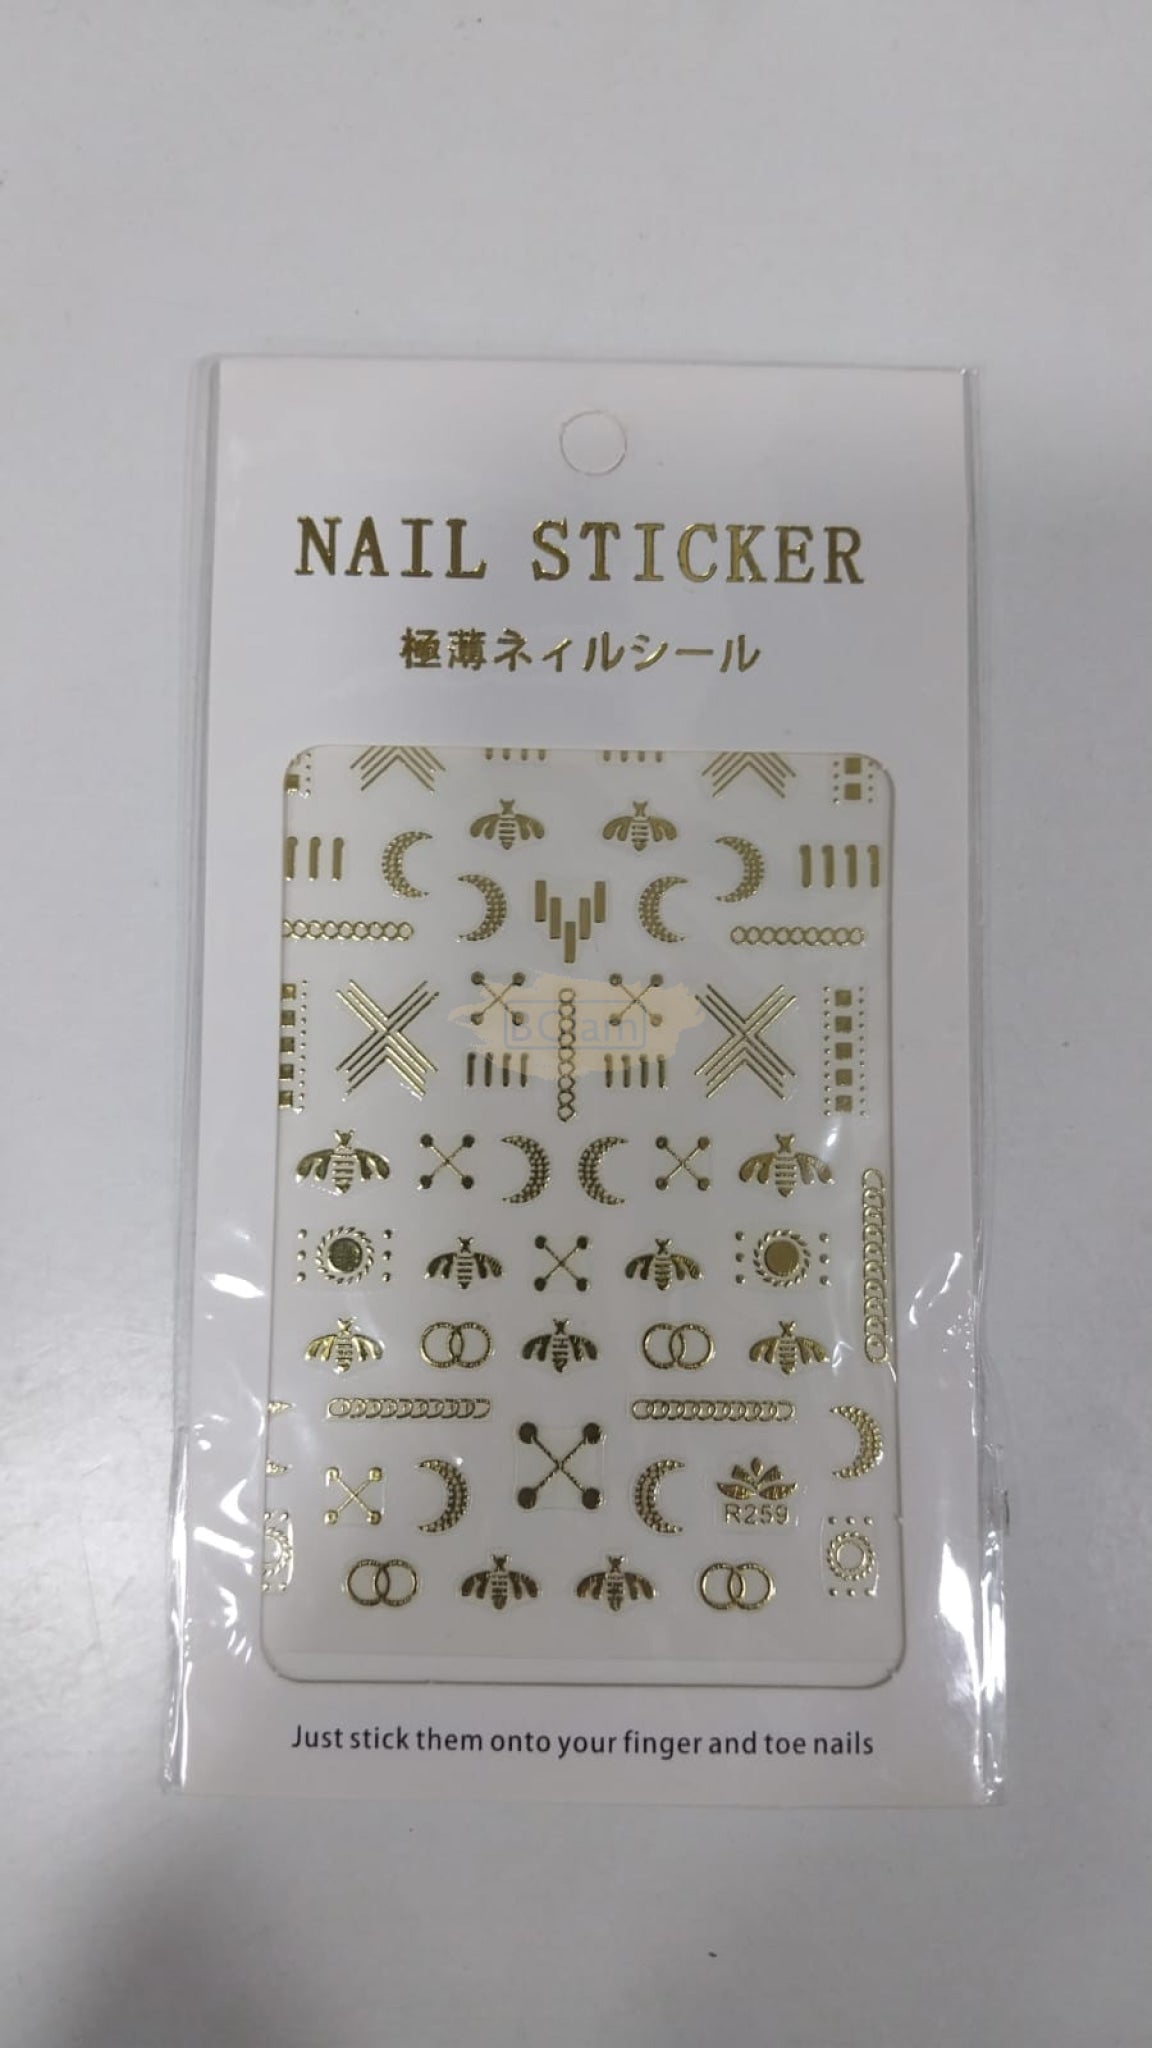 NAIL STICKER
極薄ネィルシール
BGlam
R259
Just stick them onto your finger and toe nails